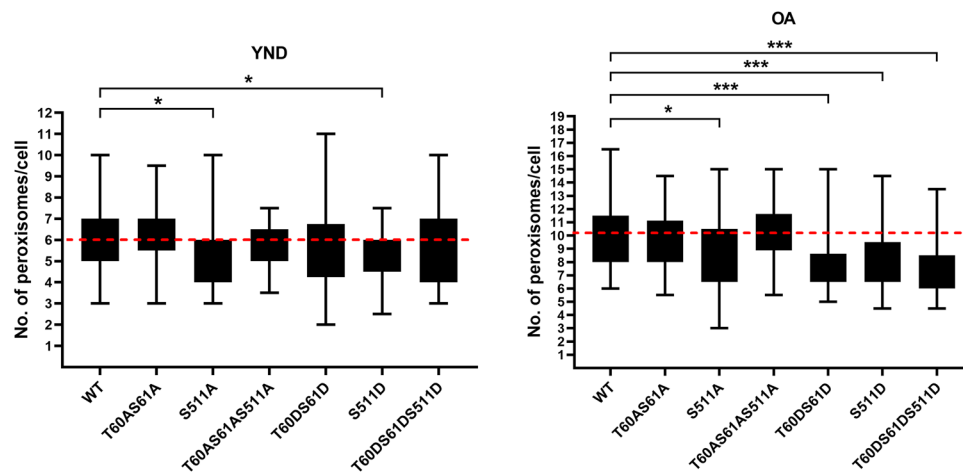 YND
*
*
No. of peroxisomes/cell
12
11
10
9
8
7
6
5
4
3
2
1
WT
T60AS61A
S511A
T60AS61AS511A
T60DS61D
S511D
T60DS61DS511D
OA
***
***
***
*
No. of peroxisomes/cell
19
18
17
16
15
14
13
12
11
10
9
8
7
6
5
4
3
2
1
WT
T60AS61A
S511A
T60AS61AS511A
T60DS61D
S511D
T60DS61DS511D